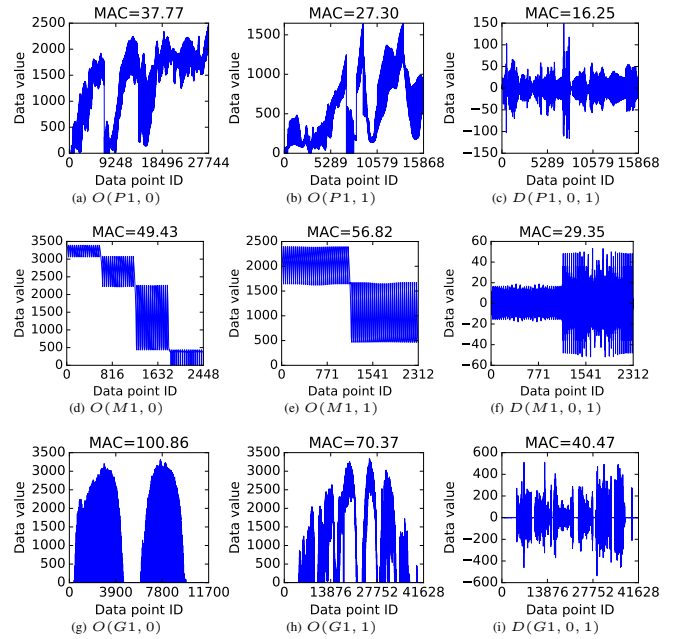 MAC=37.77 MAC=27.30 MAC=16.25
2500 2000 1500 1000 500 0
Data value
0 9248 18496 27744
Data point ID
1500 1000 500 0
Data value
0 5289 10579 15868
Data point ID
150 100 50 0 −50 −100 −150
Data value
0 5289 10579 15868
Data point ID
(a) O(P1, 0) (b) O(P1, 1) (c) D(P1, 0, 1)
MAC=49.43 MAC=56.82 MAC=29.35
3500 3000 2500 2000 1500 1000 500 0
Data value
0 816 1632 2448
Data point ID
2500 2000 1500 1000 500 0
Data value
0 771 1541 2312
Data point ID
60 40 20 0 −20 −40 −60
Data value
0 771 1541 2312
Data point ID
(d) O(M1, 0) (e) O(M1, 1) (f) D(M1, 0, 1)
MAC=100.86 MAC=70.37 MAC=40.47
3500 3000 2500 2000 1500 1000 500 0
Data value
0 39000 78000 11700
Data point ID
3500 3000 2500 2000 1500 1000 500 0
Data value
0 13876 27752 41628
Data point ID
600 400 200 0 −200 −400 −600
Data value
0 13876 27752 41628
Data point ID
(g) O(G1, 0) (h) O(G1, 1) (i) D(G1, 0, 1)